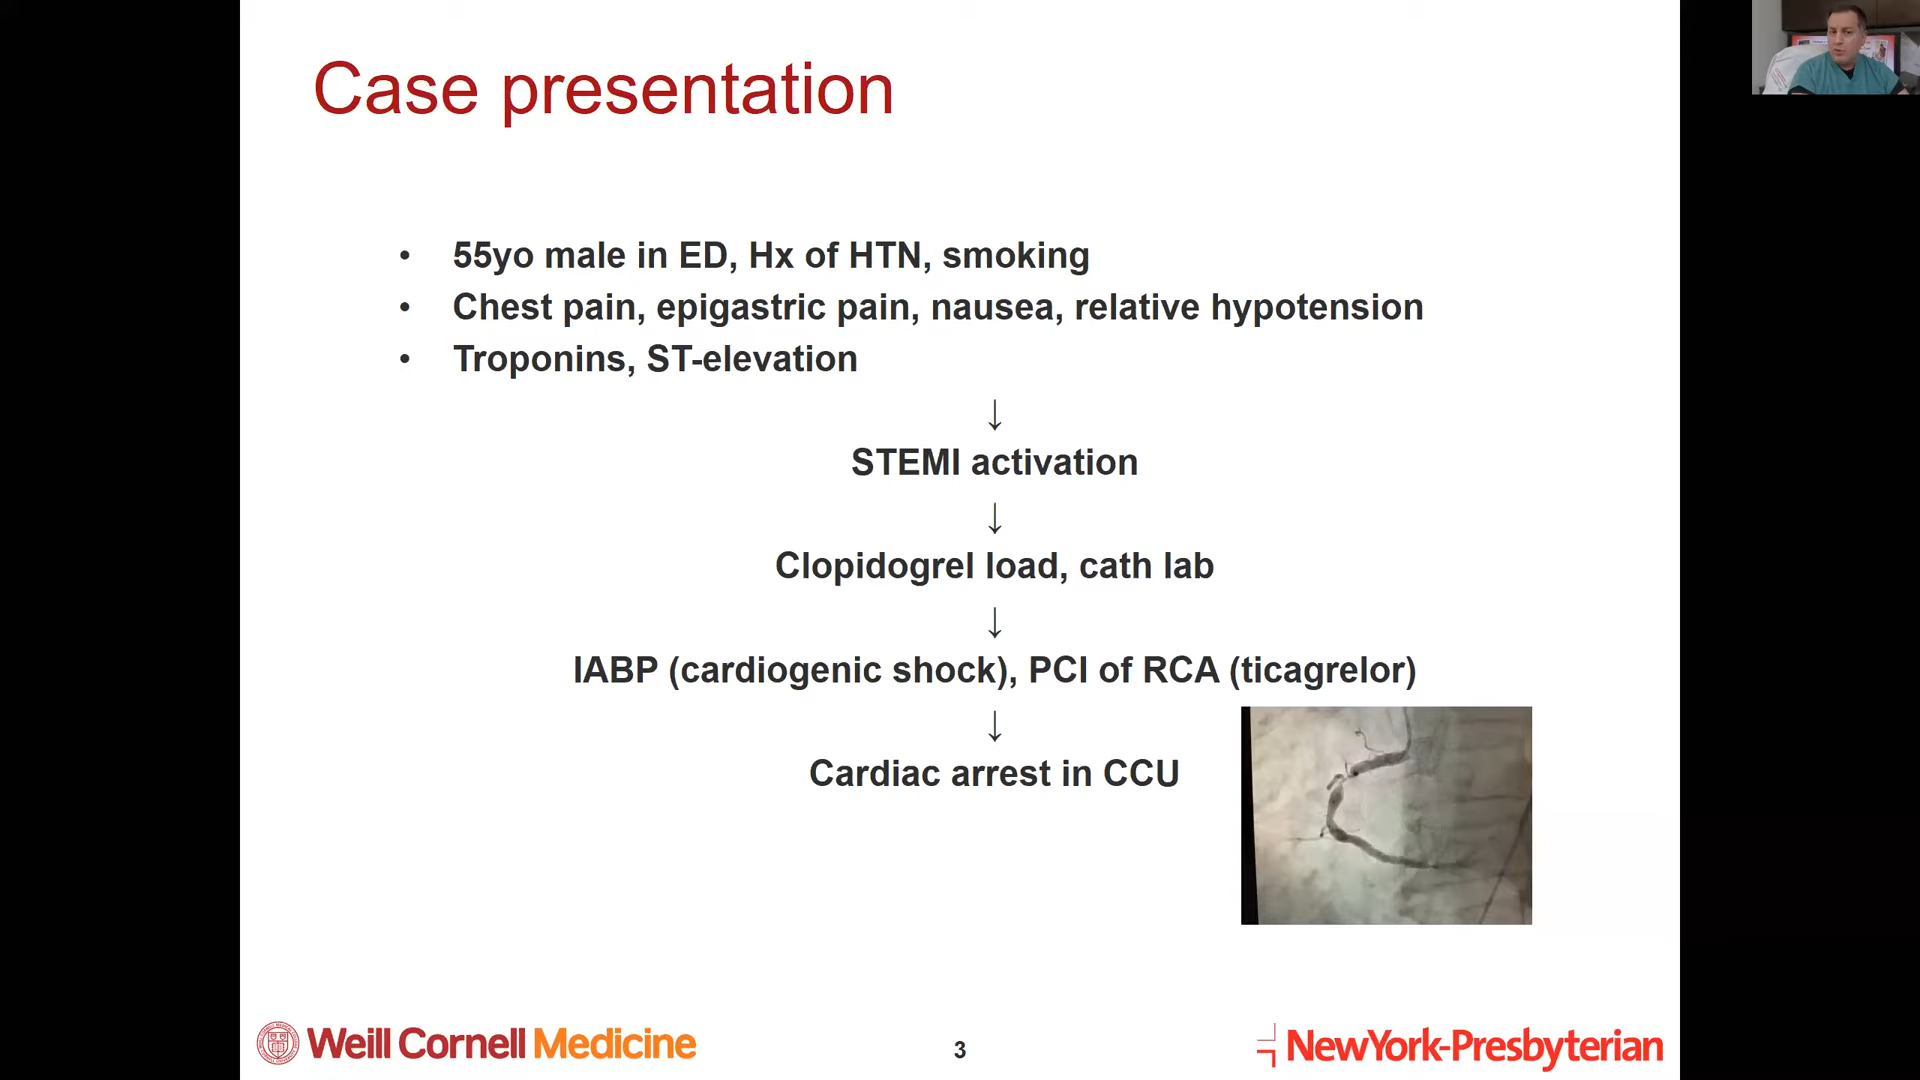 Case presentation
• 55yo male in ED, Hx of HTN, smoking
• Chest pain, epigastric pain, nausea, relative hypotension
• Troponins, ST-elevation
↓
STEMI activation
↓
Clopidogrel load, cath lab
↓
IABP (cardiogenic shock), PCI of RCA (ticagrelor)
↓
Cardiac arrest in CCU
Weill Cornell Medicine
3
NewYork-Presbyterian